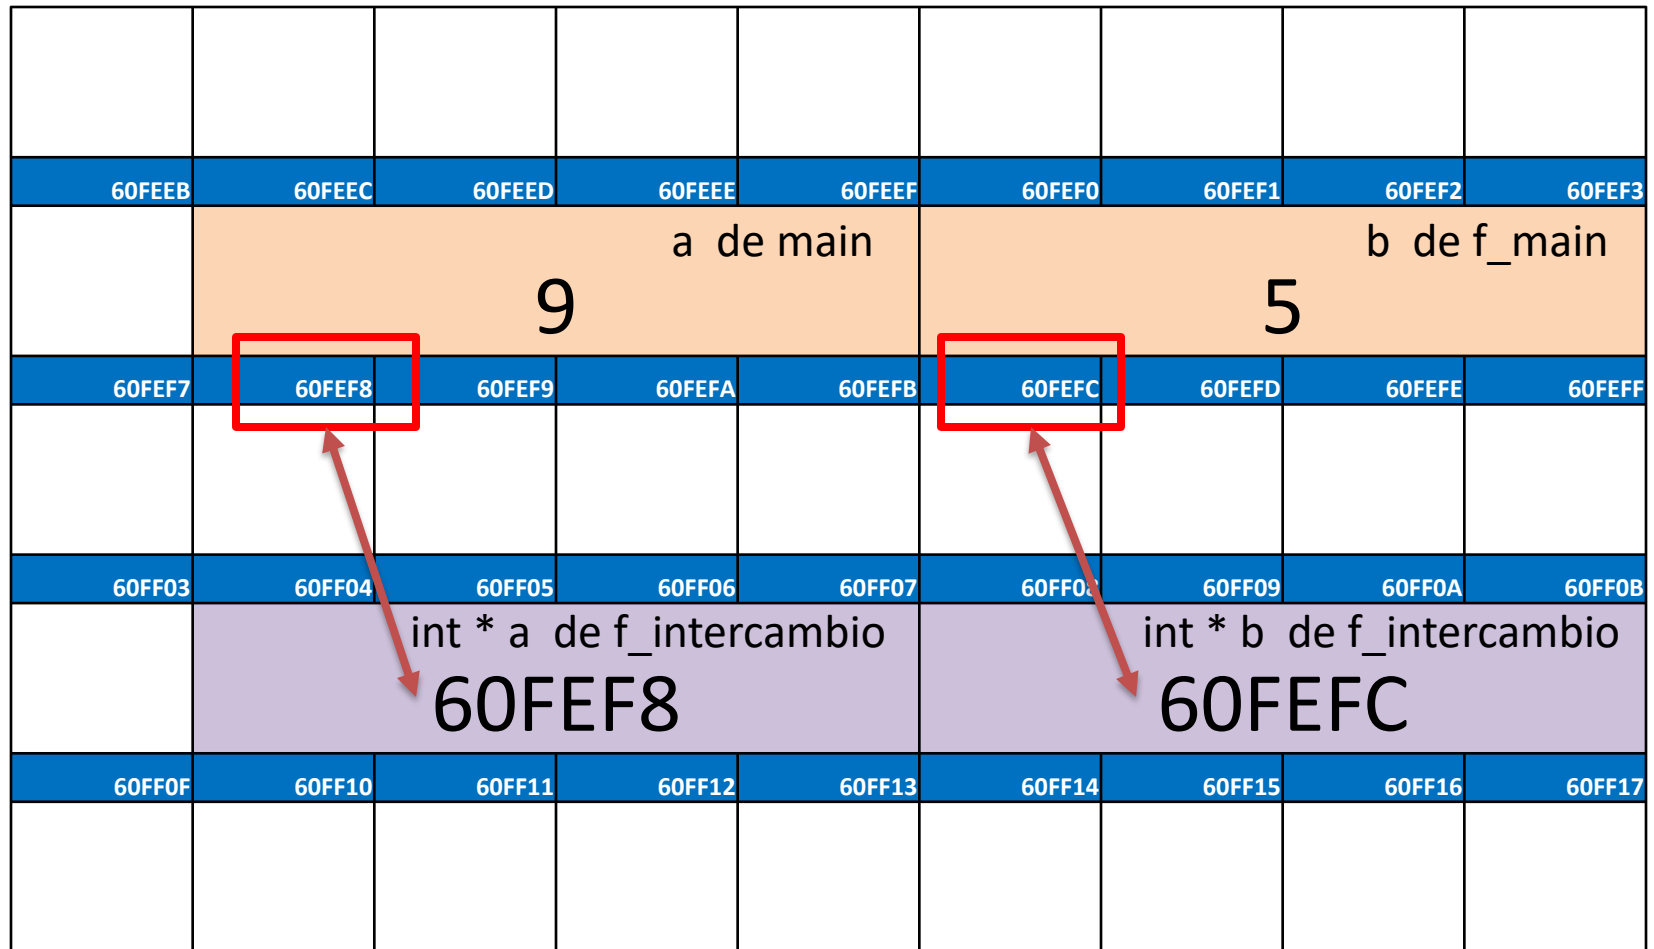 60FEEB 60FEEC 60FEED 60FEEE 60FEEF 60FEF0 60FEF1 60FEF2 60FEF3
a de main b de f_main
9 5
60FEF7 60FEF8 60FEF9 60FEFA 60FEFB 60FEFC 60FEFD 60FEFE 60FEFF
60FF03 60FF04 60FF05 60FF06 60FF07 60FF08 60FF09 60FF0A 60FF0B
int * a de f_intercambio int * b de f_intercambio
60FEF8 60FEFC
60FF0F 60FF10 60FF11 60FF12 60FF13 60FF14 60FF15 60FF16 60FF17